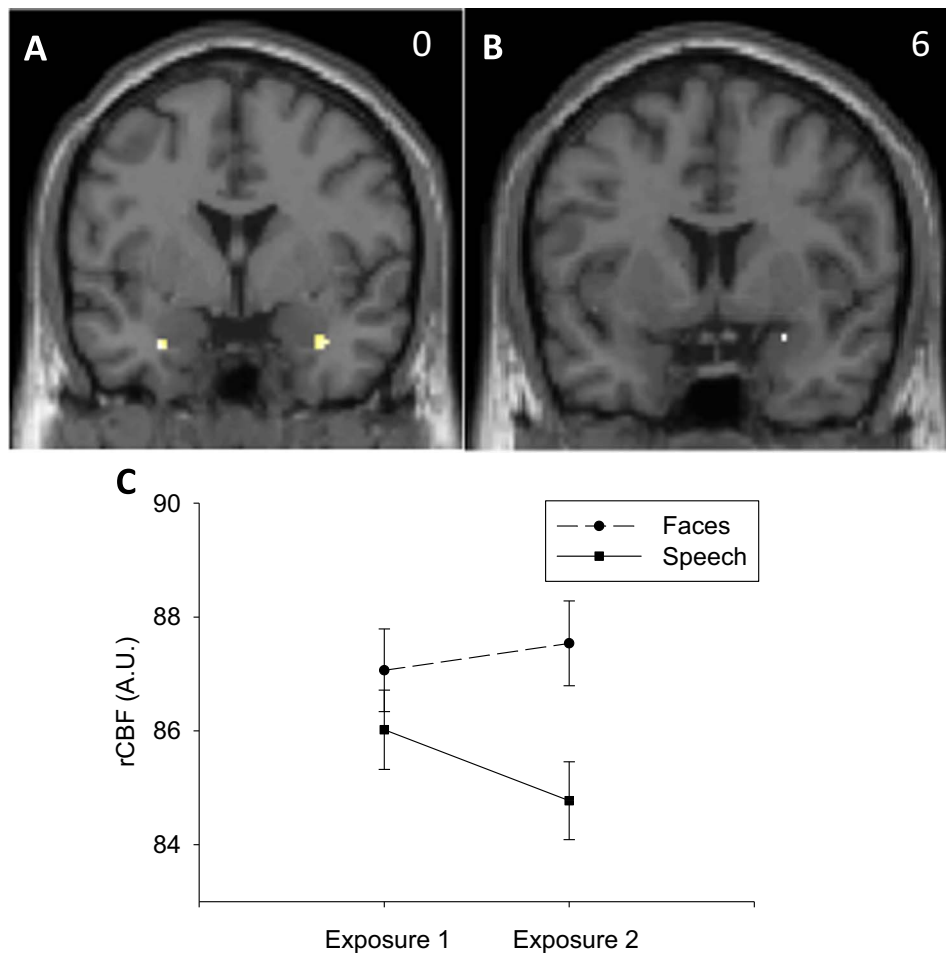 A 0 B 6
C
90
88
86
84
rCBF (A.U.)
Faces
Speech
Exposure 1 Exposure 2